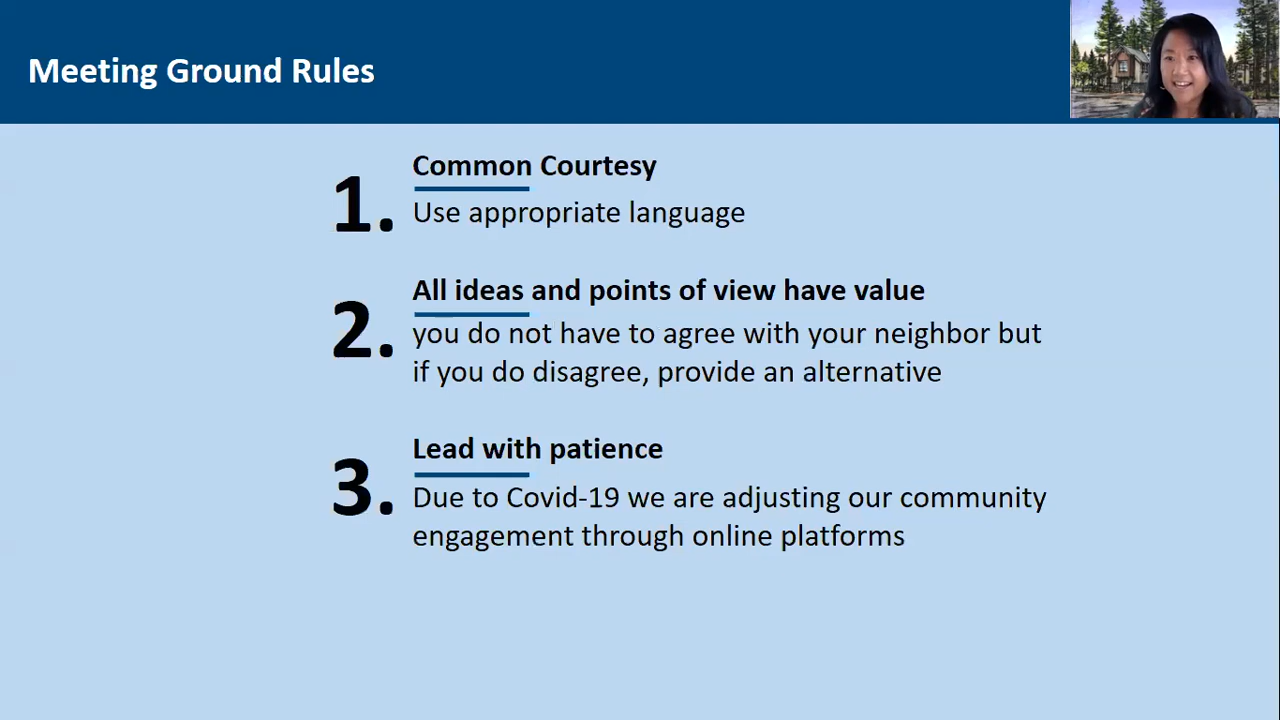 Meeting Ground Rules
1.
Common Courtesy
Use appropriate language
2.
All ideas and points of view have value
you do not have to agree with your neighbor but
if you do disagree, provide an alternative
3.
Lead with patience
Due to Covid-19 we are adjusting our community
engagement through online platforms